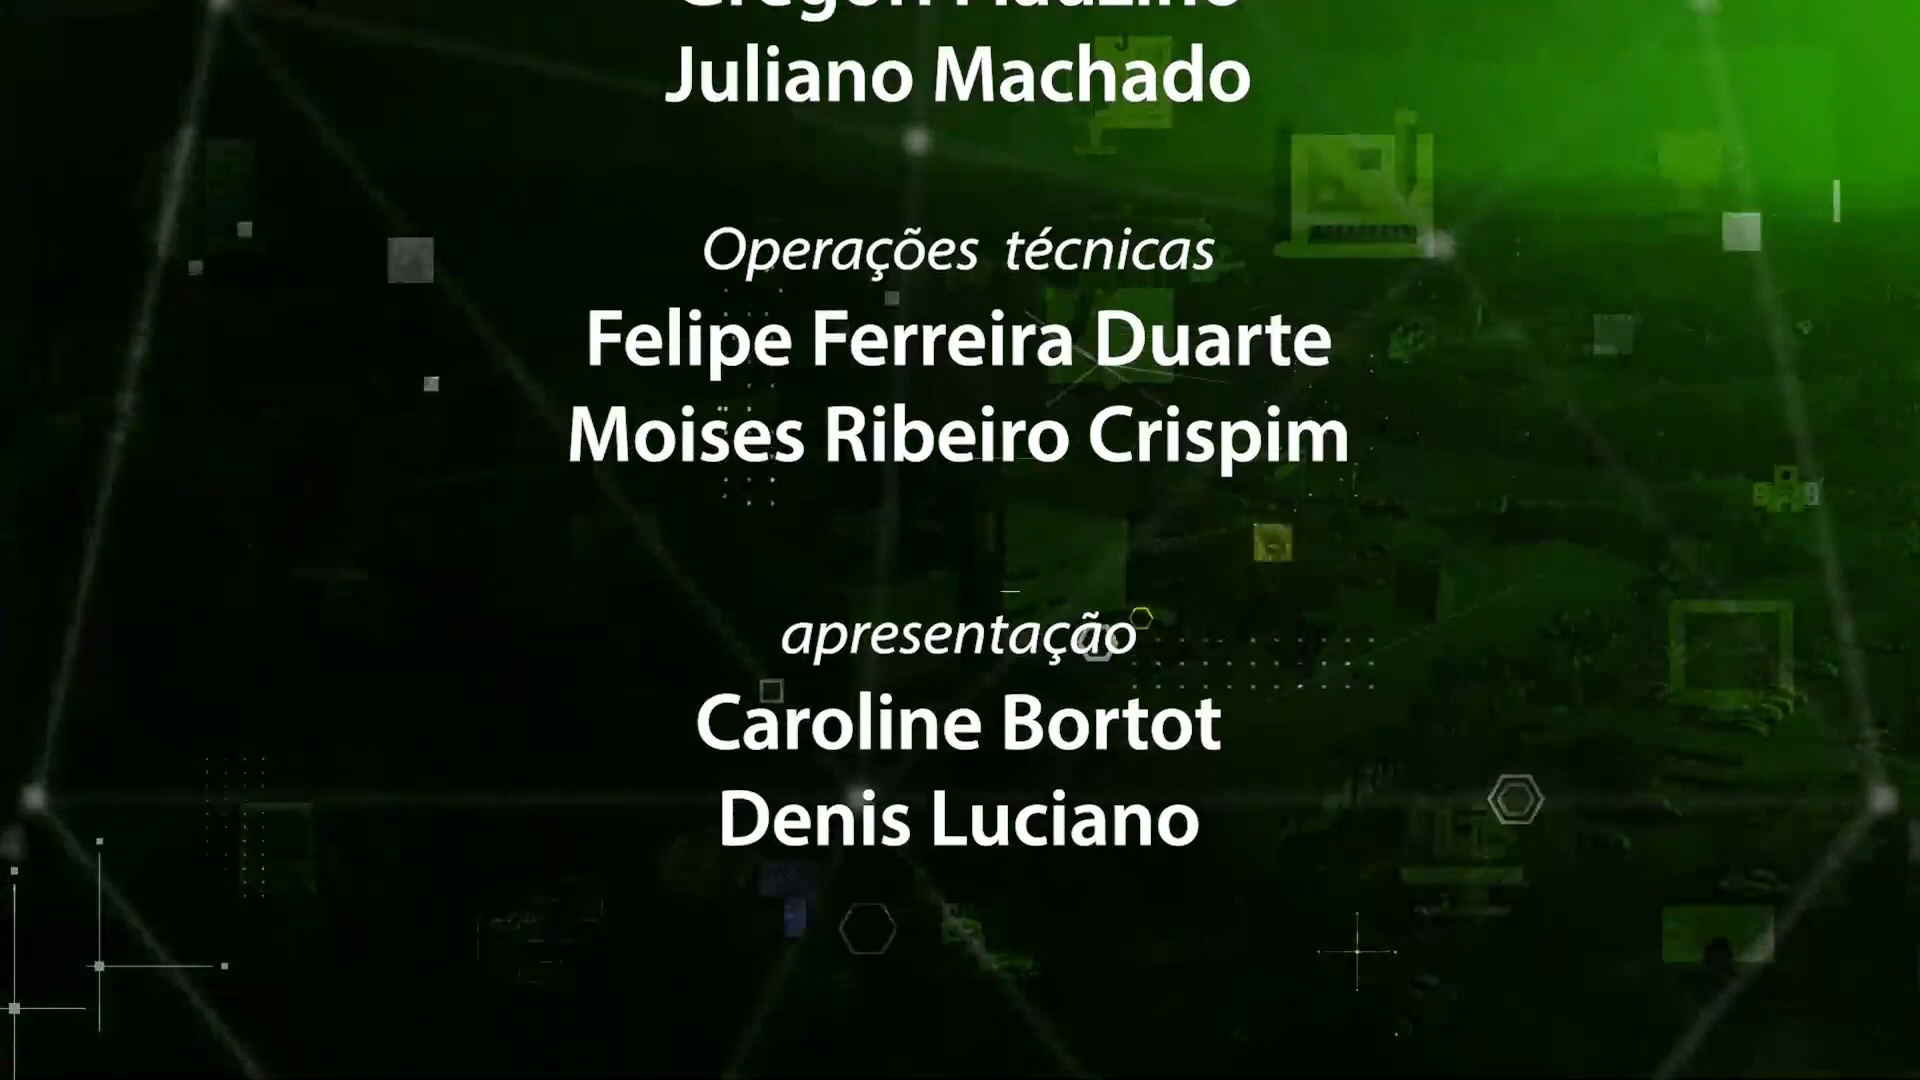 Juliano Machado
Operações técnicas
Felipe Ferreira Duarte
Moises Ribeiro Crispim
apresentação
Caroline Bortot
Denis Luciano